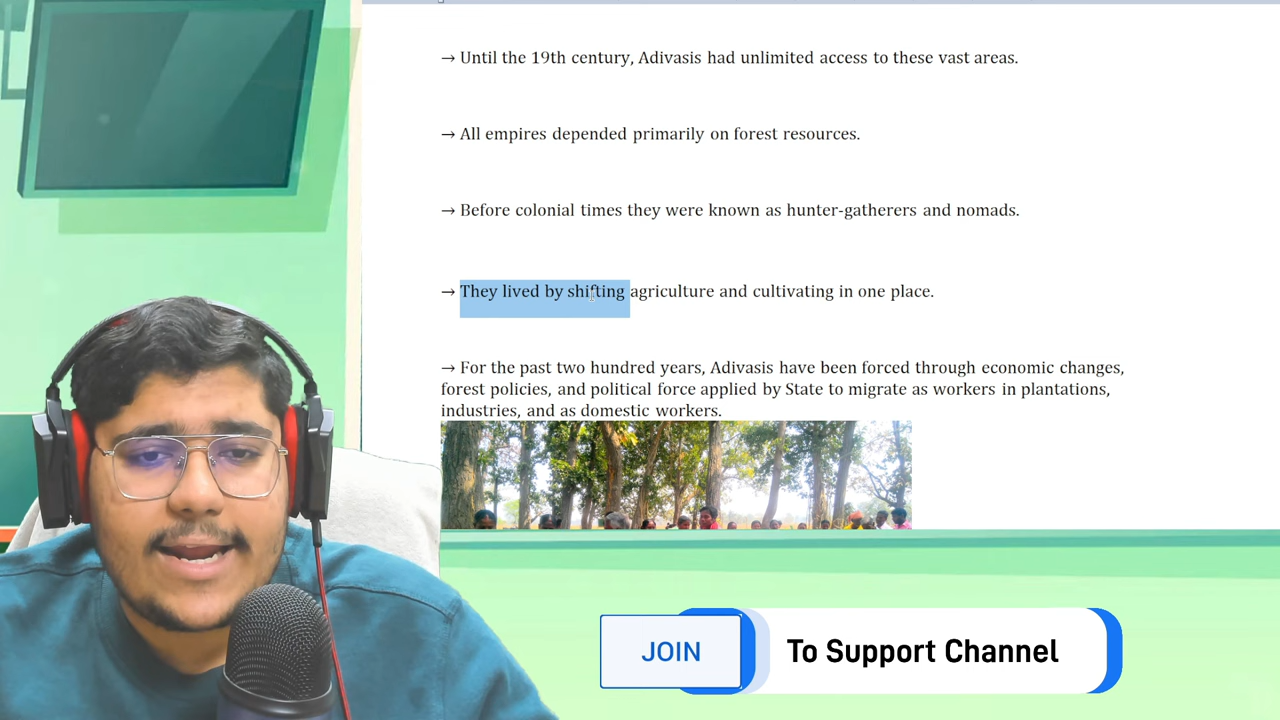 → Until the 19th century, Adivasis had unlimited access to these vast areas.
→ All empires depended primarily on forest resources.
→ Before colonial times they were known as hunter-gatherers and nomads.
→ They lived by shifting agriculture and cultivating in one place.
→ For the past two hundred years, Adivasis have been forced through economic changes,
forest policies, and political force applied by State to migrate as workers in plantations,
industries, and as domestic workers.
JOIN To Support Channel